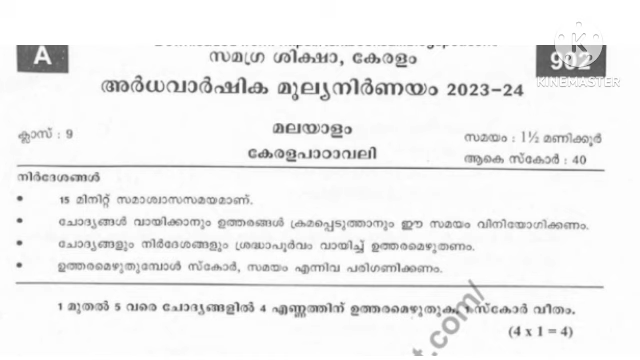 A
സമഗ്ര ശിക്ഷാ, കേരളം
992
KINEMASTER
അർധവാർഷിക മൂല്യനിർണയം 2023-24
മലയാളം
ക്ലാസ് : 9
സമയം : 1½ മണിക്കൂർ
കേരളപാഠാവലി
ആകെ സ്കോർ : 40
നിർദേശങ്ങൾ
• 15 മിനിറ്റ് സമാശ്വാസസമയമാണ്.
• ചോദ്യങ്ങൾ വായിക്കാനും ഉത്തരങ്ങൾ ക്രമപ്പെടുത്താനും ഈ സമയം വിനിയോഗിക്കണം.
• ചോദ്യങ്ങളും നിർദേശങ്ങളും ശ്രദ്ധാപൂർവം വായിച്ച് ഉത്തരമെഴുതണം.
• ഉത്തരമെഴുതുമ്പോൾ സ്കോർ, സമയം എന്നിവ പരിഗണിക്കണം.
1 മുതൽ 5 വരെ ചോദ്യങ്ങളിൽ 4 എണ്ണത്തിന് ഉത്തരമെഴുതുക. 1 സ്കോർ വീതം.
(4 x 1 = 4)
t.com/